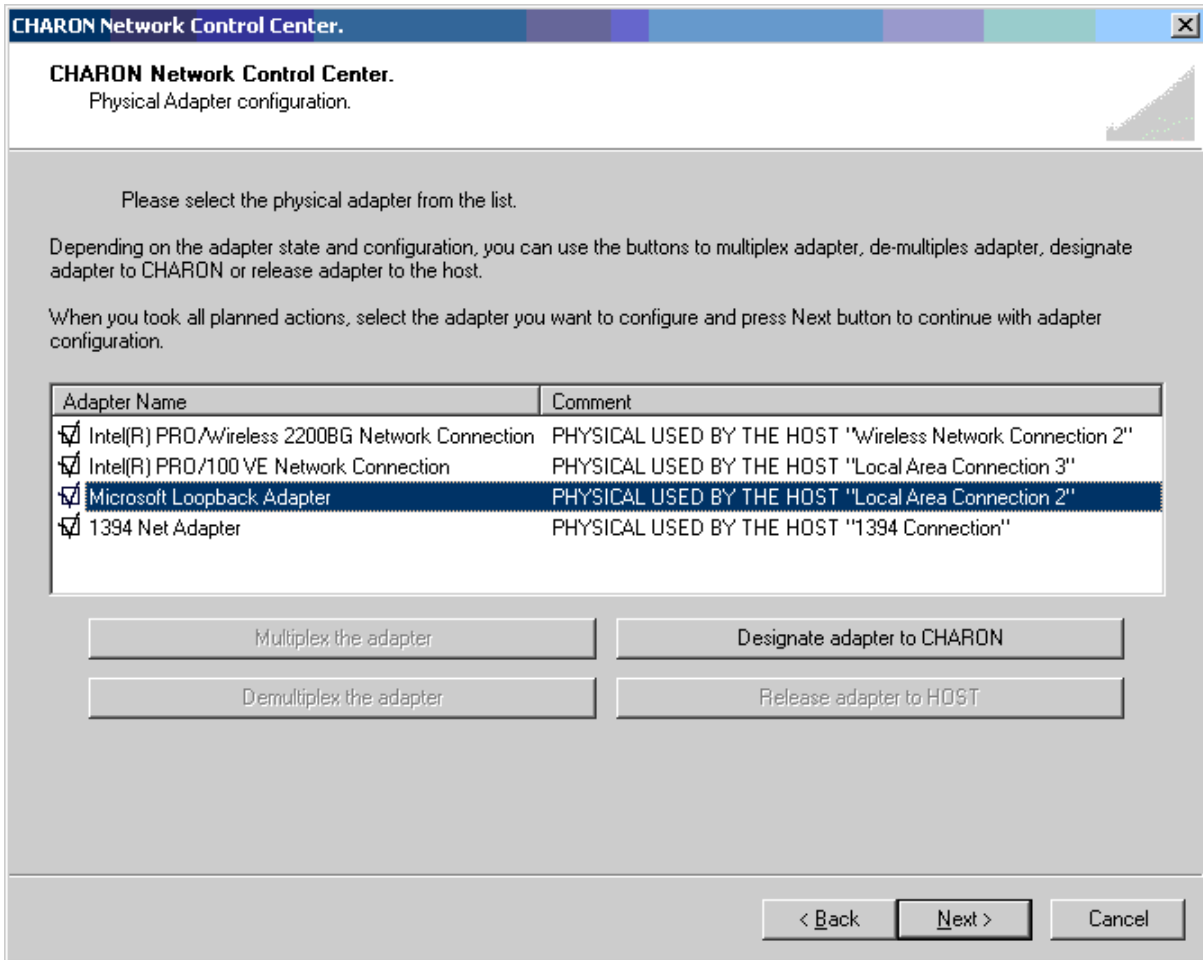 CHARON Network Control Center.
CHARON Network Control Center.
Physical Adapter configuration.
Please select the physical adapter from the list.
Depending on the adapter state and configuration, you can use the buttons to multiplex adapter, de-multiples adapter, designate
adapter to CHARON or release adapter to the host.
When you took all planned actions, select the adapter you want to configure and press Next button to continue with adapter
configuration.
Adapter Name Comment
Intel(R) PRO/Wireless 2200BG Network Connection PHYSICAL USED BY THE HOST "Wireless Network Connection 2"
Intel(R) PRO/100 VE Network Connection PHYSICAL USED BY THE HOST "Local Area Connection 3"
Microsoft Loopback Adapter PHYSICAL USED BY THE HOST "Local Area Connection 2"
1394 Net Adapter PHYSICAL USED BY THE HOST "1394 Connection"
Multiplex the adapter Designate adapter to CHARON
Demultiplex the adapter Release adapter to HOST
< Back Next > Cancel